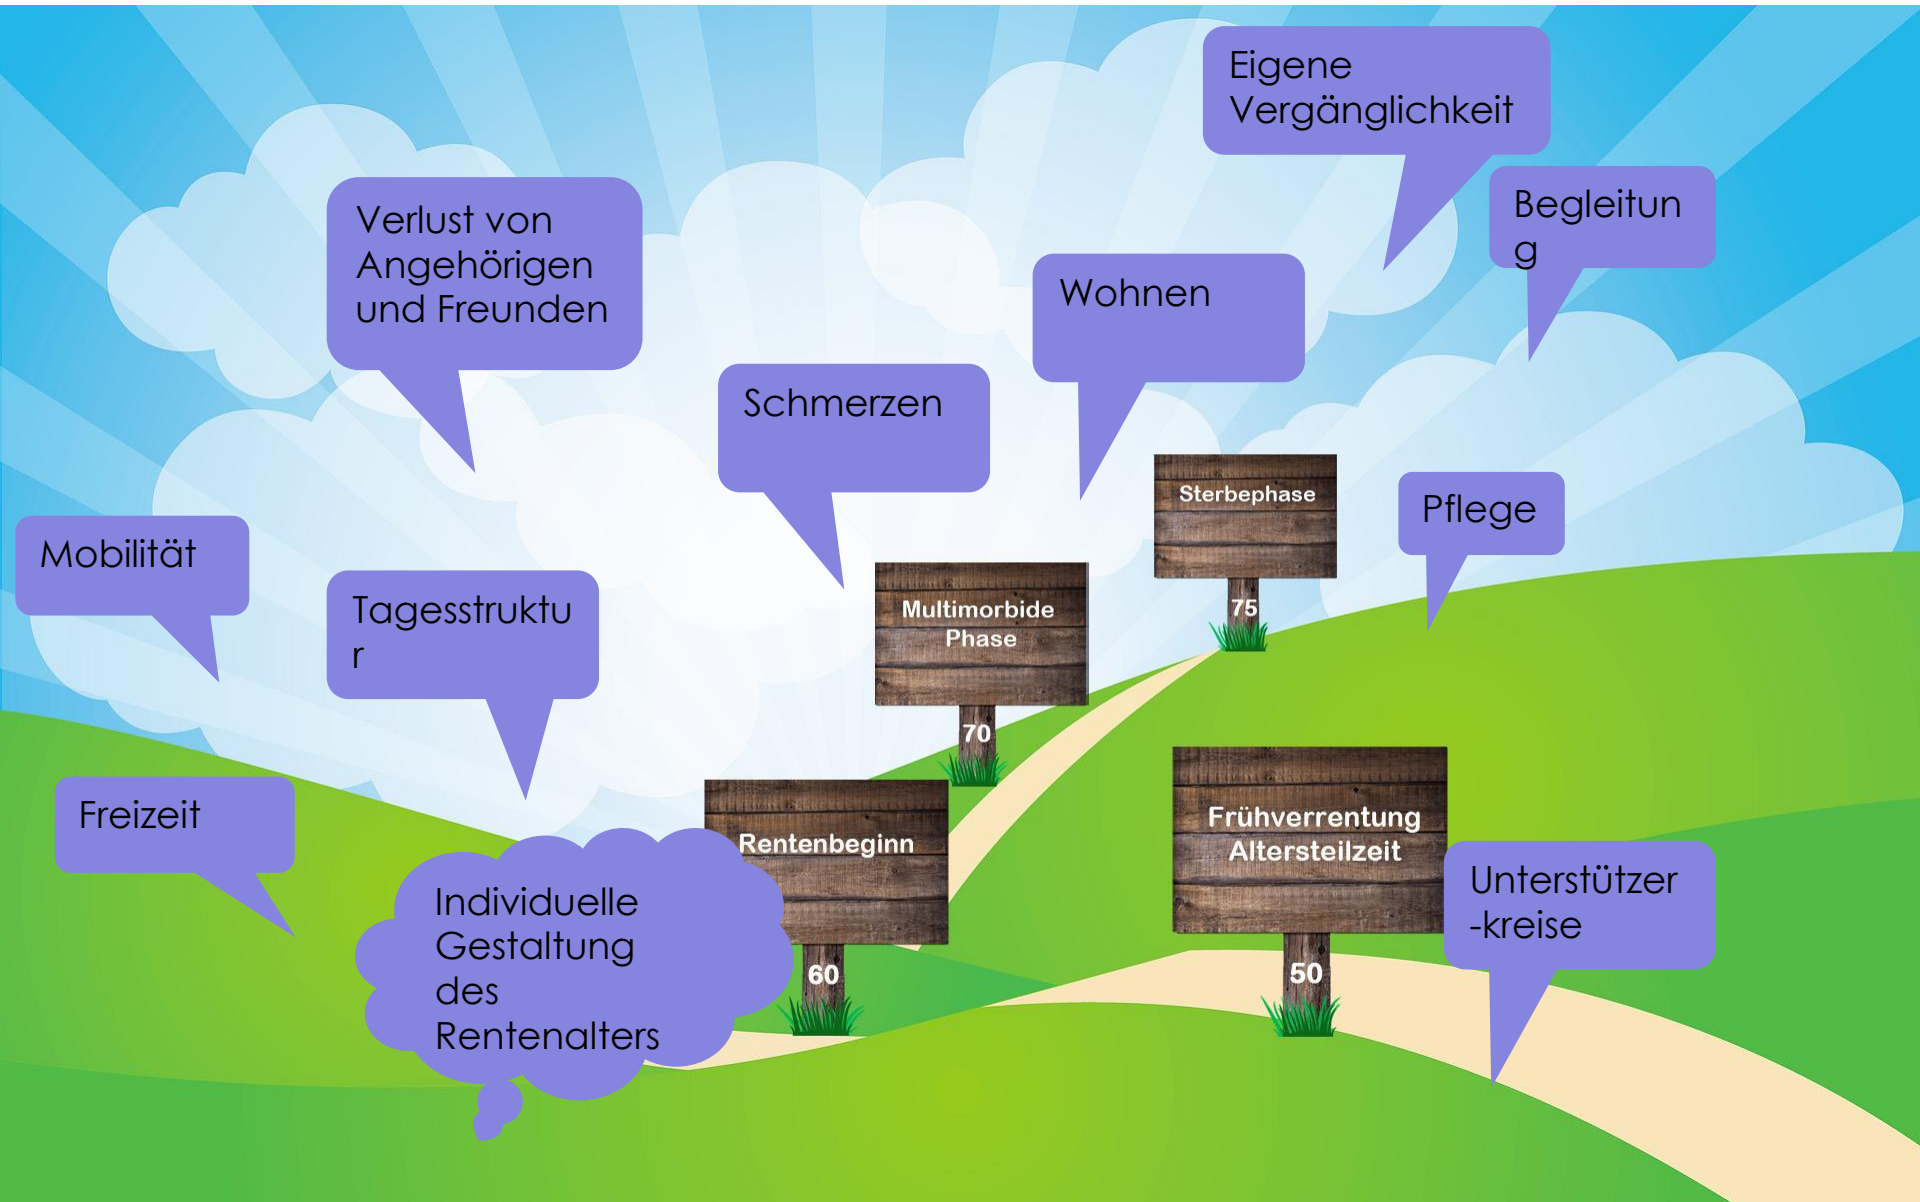 Eigene
Vergänglichkeit
Begleitun
g
Verlust von
Angehörigen
und Freunden
Wohnen
Schmerzen
Sterbephase
75
Pflege
Mobilität
Tagesstruktu
r
Multimorbide
Phase
70
Freizeit
Rentenbeginn
60
Frühverrentung
Altersteilzeit
50
Individuelle
Gestaltung
des
Rentenalters
Unterstützer
-kreise